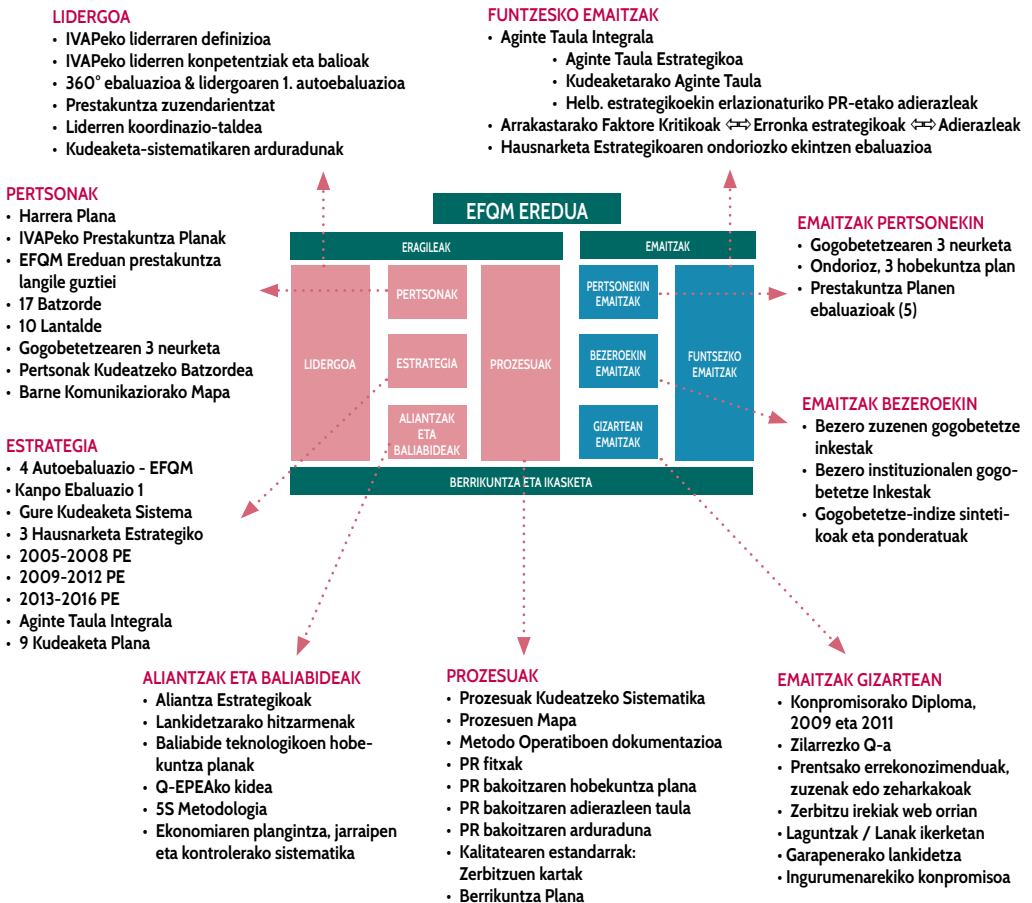 LIDERGOA
• IVAPeko liderraren definizioa
• IVAPeko liderren konpetentziak eta balioak
• 360° ebaluazioa & lidergoaren 1. autoebaluazioa
• Prestakuntza zuzendarientzat
• Liderren koordinazio-taldea
• Kudeaketa-sistematikaren arduradunak
FUNTZESKO EMAITZAK
• Aginte Taula Integrala
• Aginte Taula Estrategikoa
• Kudeaketarako Aginte Taula
• Helb. estrategikoekin erlazionaturiko PR-etako adierazleak
• Arrakastarako Faktore Kritikoak ⇔ Erronka estrategikoak ⇔ Adierazleak
• Hausnarketa Estrategikoaren ondoriozko ekintzen ebaluazioa
PERTSONAK
• Harrera Plana
• IVAPeko Prestakuntza Planak
• EFQM Ereduan prestakuntza
langile guztiei
• 17 Batzorde
• 10 Lantalde
• Gogobetetzearen 3 neurketa
• Pertsonak Kudeatzeko Batzordea
• Barne Komunikaziorako Mapa
EFQM EREDUA
ERAGILEAK
EMAITZAK
LIDERGOA
PERTSONAK
ESTRATEGIA
ALIANTZAK
ETA
BALIABIDEAK
PROZESUAK
PERTSONEKIN
EMAITZAK
BEZEROEKIN
EMAITZAK
GIZARTEAN
EMAITZAK
FUNTSEZKO
EMAITZAK
BERRIKUNTZA ETA IKASKETA
EMAITZAK PERTSONEKIN
• Gogobetetzearen 3 neurketa
• Ondorioz, 3 hobekuntza plan
• Prestakuntza Planen
ebaluazioak (5)
EMAITZAK BEZEROEKIN
• Bezero zuzenen gogobetetze
inkestak
• Bezero instituzionalen gogo-
betetze Inkestak
• Gogobetetze-indize sinteti-
koak eta ponderatuak
ESTRATEGIA
• 4 Autoebaluazio - EFQM
• Kanpo Ebaluazio 1
• Gure Kudeaketa Sistema
• 3 Hausnarketa Estrategiko
• 2005-2008 PE
• 2009-2012 PE
• 2013-2016 PE
• Aginte Taula Integrala
• 9 Kudeaketa Plana
ALIANTZAK ETA BALIABIDEAK
• Aliantza Estrategikoak
• Lankidetzarako hitzarmenak
• Baliabide teknologikoen hobe-
kuntza planak
• Q-EPEAko kidea
• 5S Metodologia
• Ekonomiaren plangintza, jarraipen
eta kontrolerako sistematika
PROZESUAK
• Prozesuak Kudeatzeko Sistematika
• Prozesuen Mapa
• Metodo Operatiboen dokumentazioa
• PR fitxak
• PR bakoitzaren hobekuntza plana
• PR bakoitzaren adierazleen taula
• PR bakoitzaren arduraduna
• Kalitatearen estandarrak:
Zerbitzuen kartak
• Berrikuntza Plana
EMAITZAK GIZARTEAN
• Konpromisorako Diploma,
2009 eta 2011
• Zilarrezko Q-a
• Prentsako errekonozimenduak,
zuzenak edo zeharkakoak
• Zerbitzu irekiak web orrian
• Laguntzak / Lanak ikerketan
• Garapenerako lankidetza
• Ingurumenarekiko konpromisoa